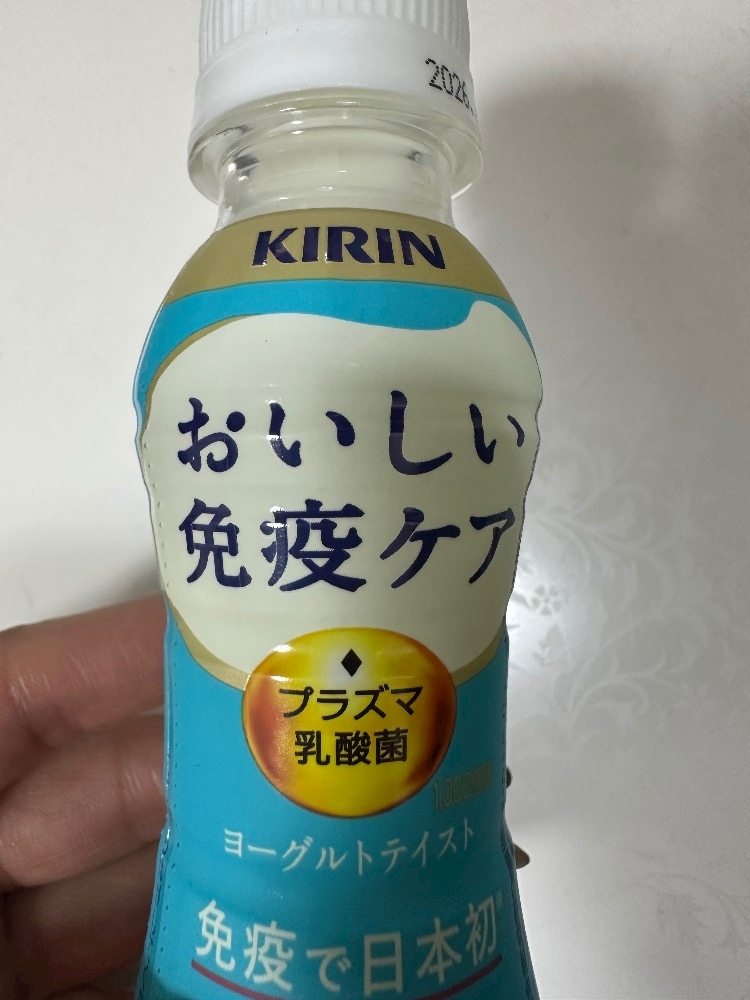 2026.
KIRIN
おいしい
免疫ケア
プラズマ
乳酸菌
ヨーグルトテイスト
免疫で日本初